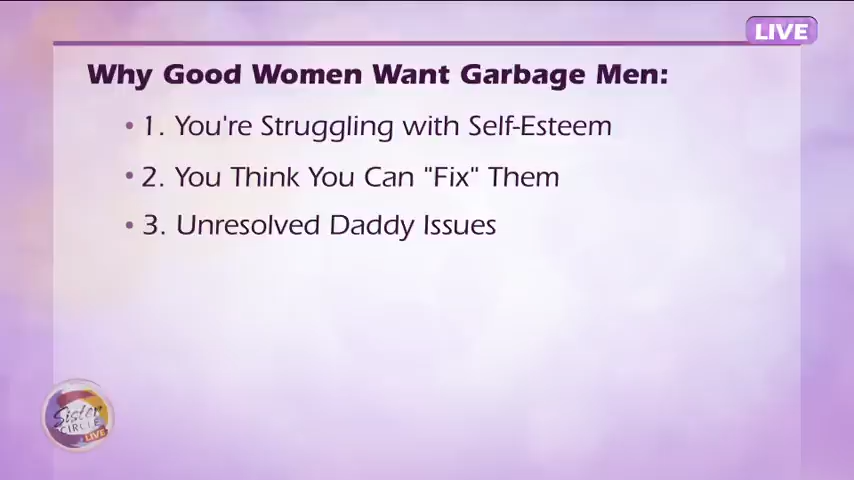 LIVE
Why Good Women Want Garbage Men:
• 1. You're Struggling with Self-Esteem
• 2. You Think You Can "Fix" Them
• 3. Unresolved Daddy Issues
Sister
CIRCLE
LIVE